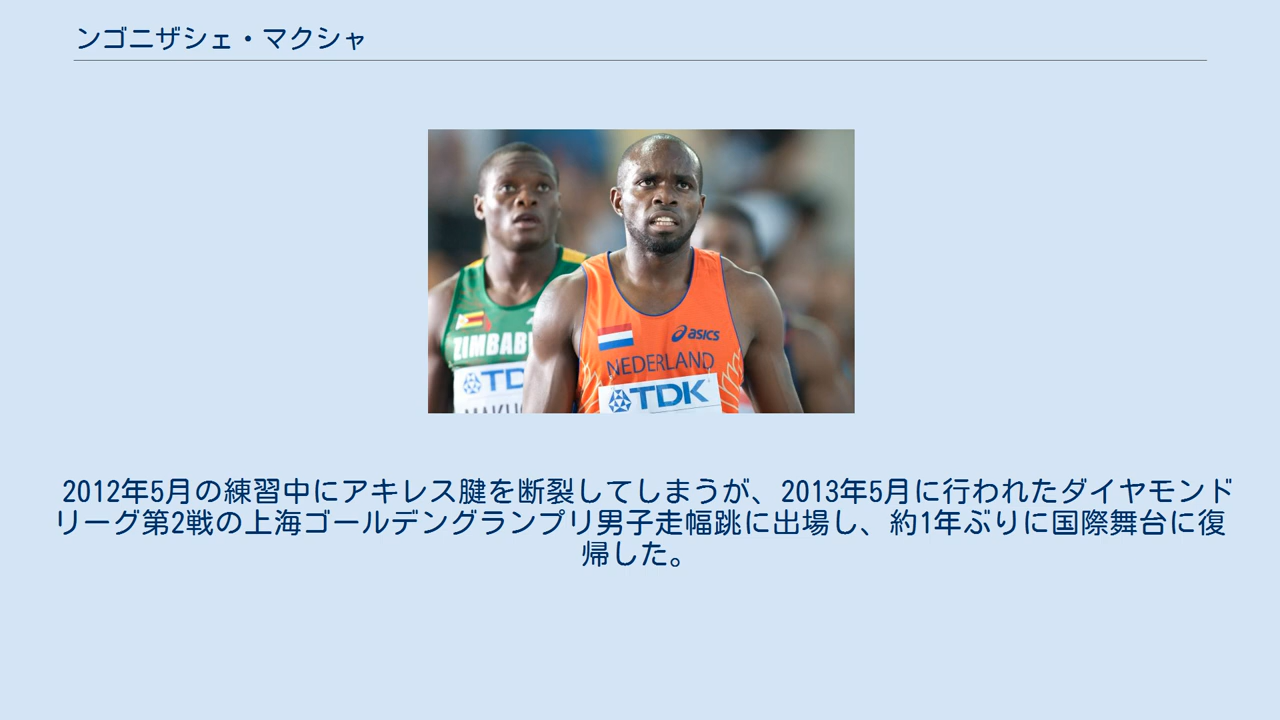 ンゴニザシェ・マクシャ
ZIMBAB
TD
asics
NEDERLAND
TDK
2012年5月の練習中にアキレス腱を断裂してしまうが、2013年5月に行われたダイヤモンド
リーグ第2戦の上海ゴールデングランプリ男子走幅跳に出場し、約1年ぶりに国際舞台に復
帰した。